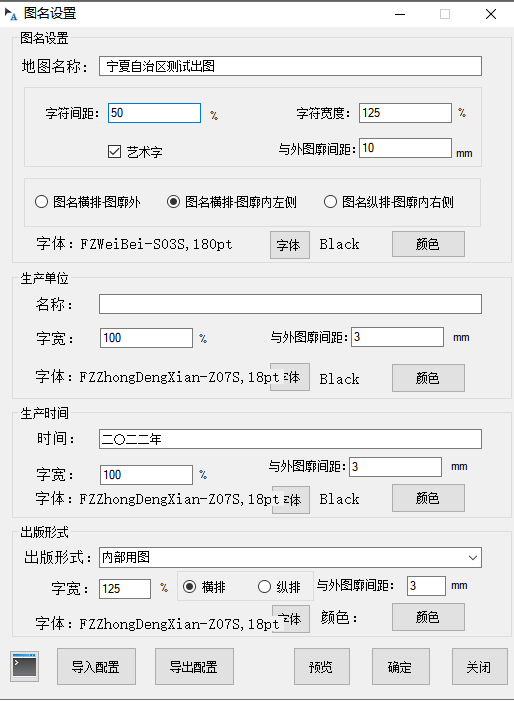 图名设置
图名设置
地图名称： 宁夏自治区测试出图
字符间距： 50 % 字符宽度： 125 %
艺术字 与外图廓间距: 10 mm
图名横排-图廓外 图名横排-图廓内左侧 图名纵排-图廓内右侧
字体：FZWeiBei-S03S,180pt 字体 Black 颜色
生产单位
名称：
字宽： 100 % 与外图廓间距: 3 mm
字体：FZZhongDengXian-Z07S,18pt 字体 Black 颜色
生产时间
时间： 二〇二二年
字宽： 100 % 与外图廓间距: 3 mm
字体：FZZhongDengXian-Z07S,18pt 字体 Black 颜色
出版形式
出版形式： 内部用图
字宽： 125 % 横排 纵排 与外图廓间距： 3 mm
字体：FZZhongDengXian-Z07S,18pt 字体 颜色： 颜色
导入配置 导出配置 预览 确定 关闭